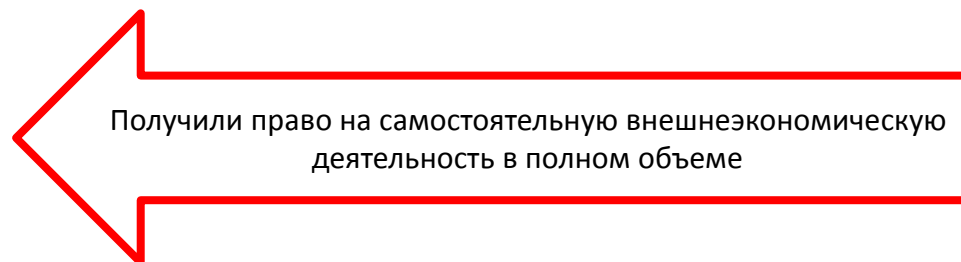 Получили право на самостоятельную внешнеэкономическую
деятельность в полном объеме